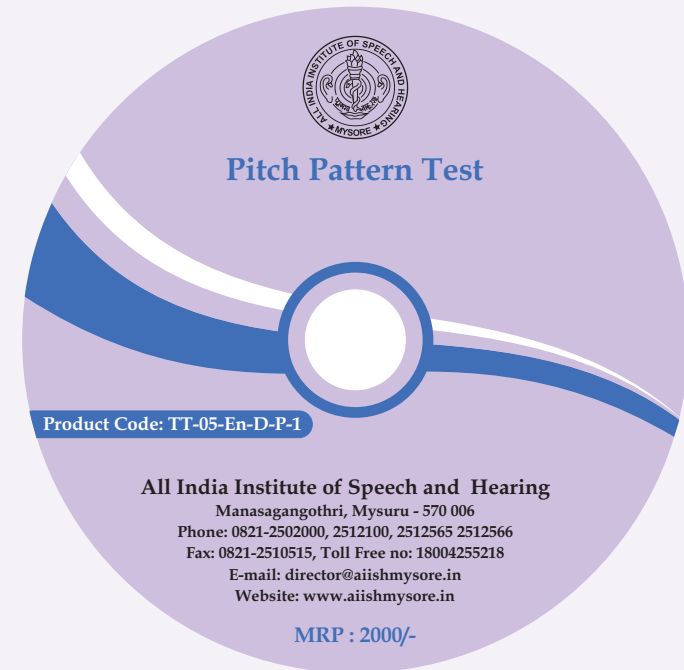 ALL INDIA INSTITUTE OF SPEECH AND HEARING
★ MYSORE ★
Pitch Pattern Test
Product Code: TT-05-En-D-P-1
All India Institute of Speech and Hearing
Manasagangothri, Mysuru - 570 006
Phone: 0821-2502000, 2512100, 2512565 2512566
Fax: 0821-2510515, Toll Free no: 18004255218
E-mail: director@aiishmysore.in
Website: www.aiishmysore.in
MRP : 2000/-